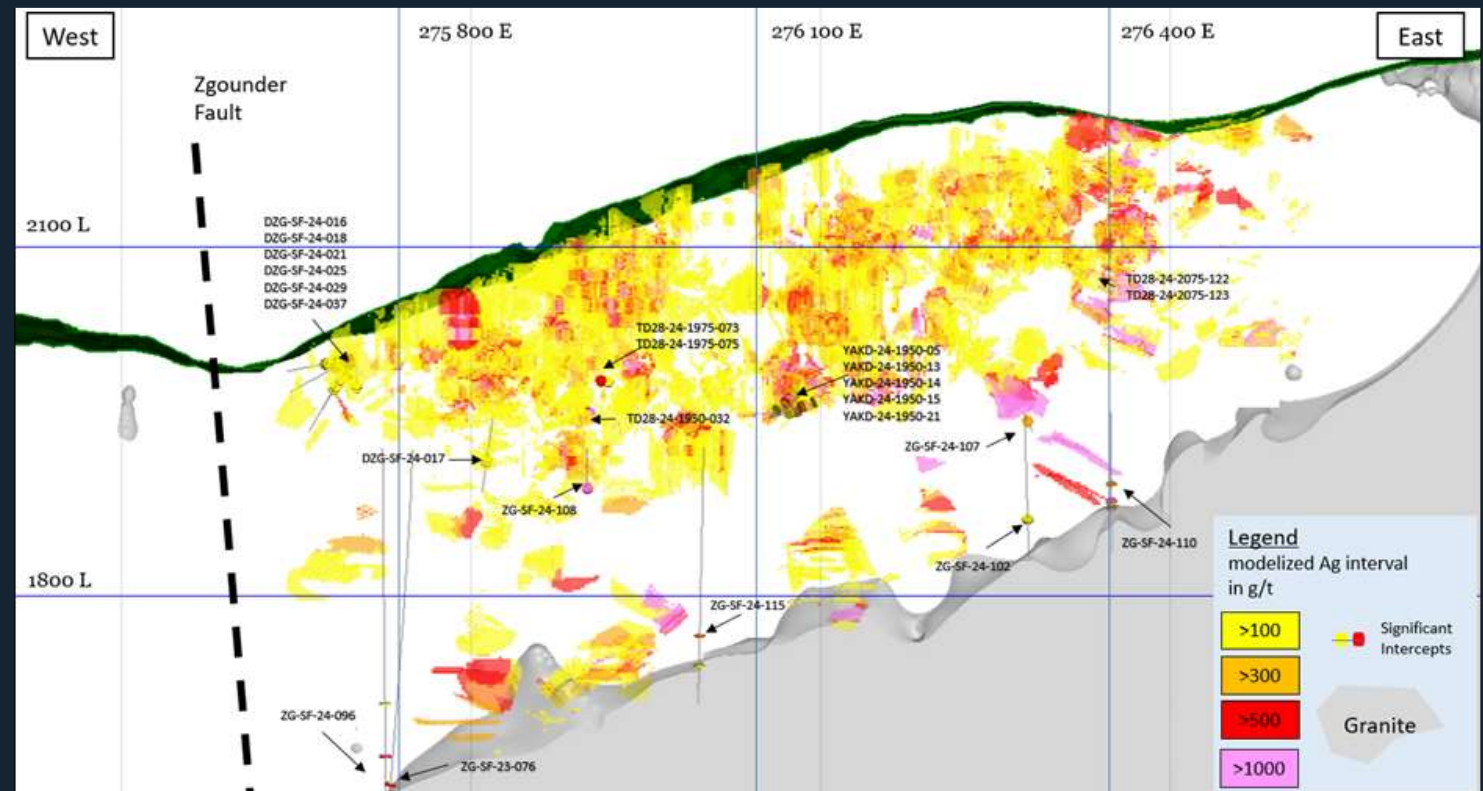 West
275 800 E
276 100 E
276 400 E
East
Zgounder
Fault
2100 L
DZG-SF-24-016
DZG-SF-24-018
DZG-SF-24-021
DZG-SF-24-025
DZG-SF-24-029
DZG-SF-24-037
TD28-24-2075-122
TD28-24-2075-123
TD28-24-1975-073
TD28-24-1975-075
YAKD-24-1950-05
YAKD-24-1950-13
YAKD-24-1950-14
YAKD-24-1950-15
YAKD-24-1950-21
TD28-24-1950-032
ZG-SF-24-107
DZG-SF-24-017
ZG-SF-24-108
ZG-SF-24-110
ZG-SF-24-102
1800 L
ZG-SF-24-115
ZG-SF-24-096
ZG-SF-23-076
Legend
modelized Ag interval
in g/t
>100
>300
>500
>1000
Significant
Intercepts
Granite